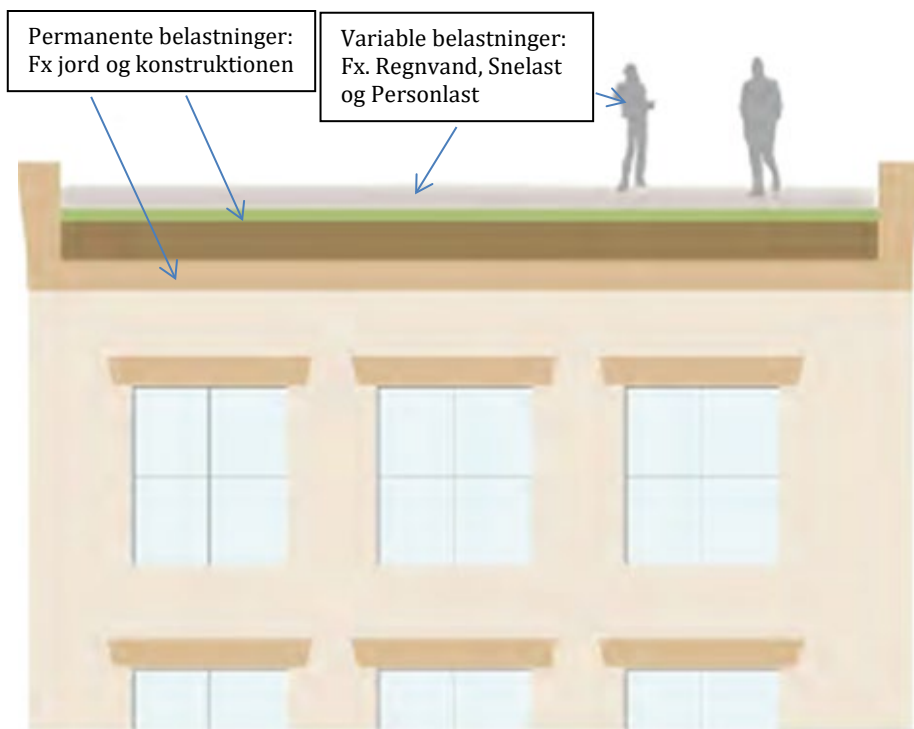 Permanente belastninger:
Fx jord og konstruktionen
Variable belastninger:
Fx. Regnvand, Snelast
og Personlast